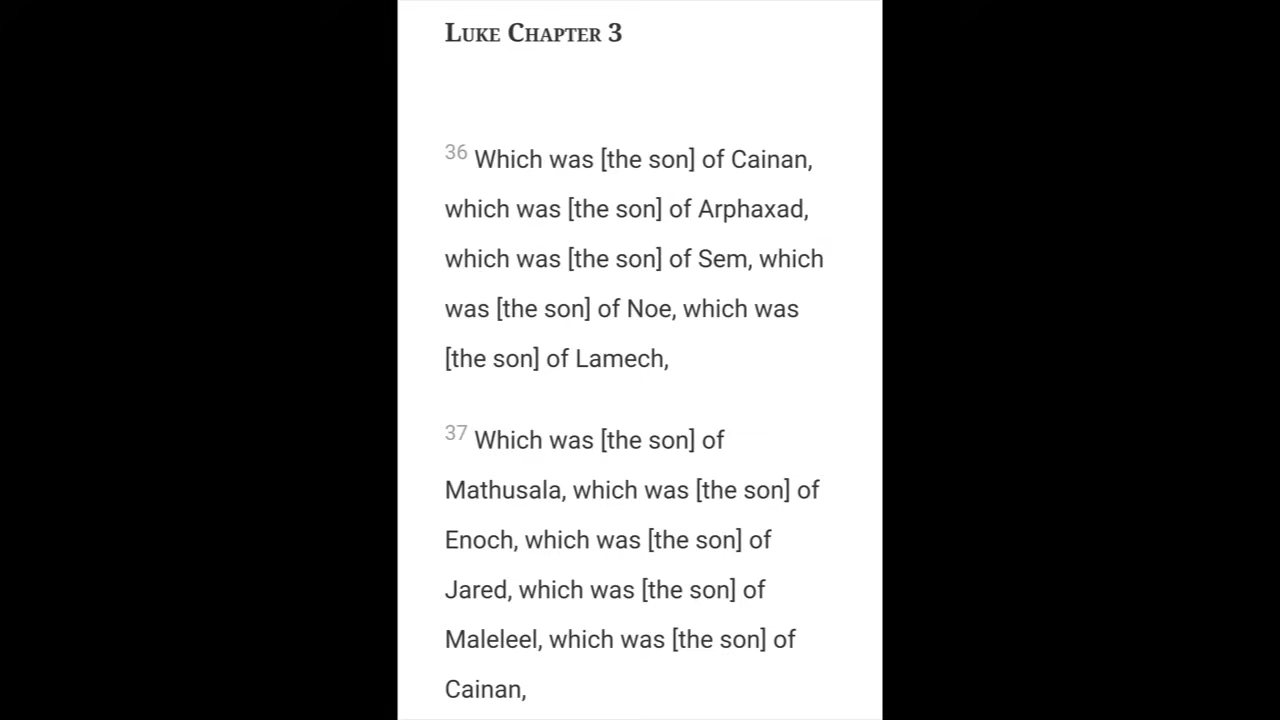 Luke Chapter 3
36 Which was [the son] of Cainan,
which was [the son] of Arphaxad,
which was [the son] of Sem, which
was [the son] of Noe, which was
[the son] of Lamech,
37 Which was [the son] of
Mathusala, which was [the son] of
Enoch, which was [the son] of
Jared, which was [the son] of
Maleleel, which was [the son] of
Cainan,